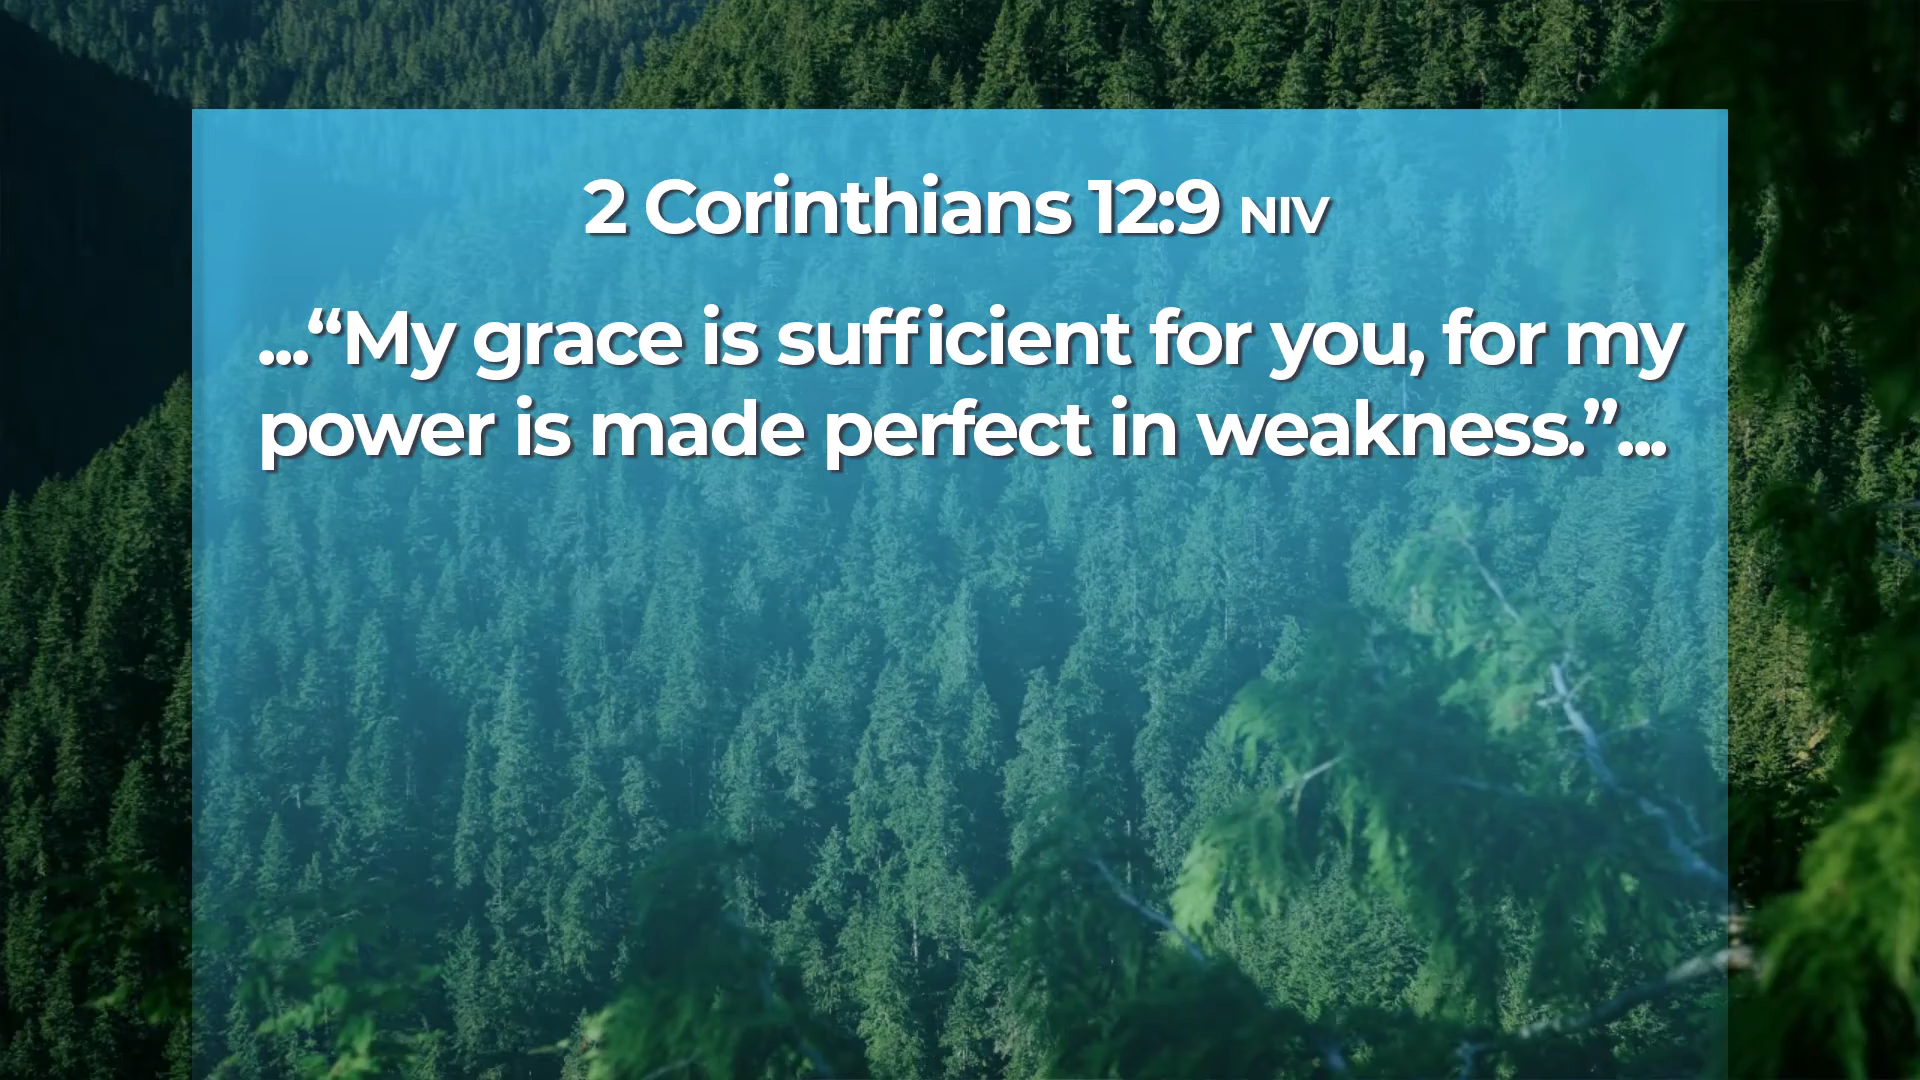 2 Corinthians 12:9 NIV
...“My grace is sufficient for you, for my
power is made perfect in weakness.”...